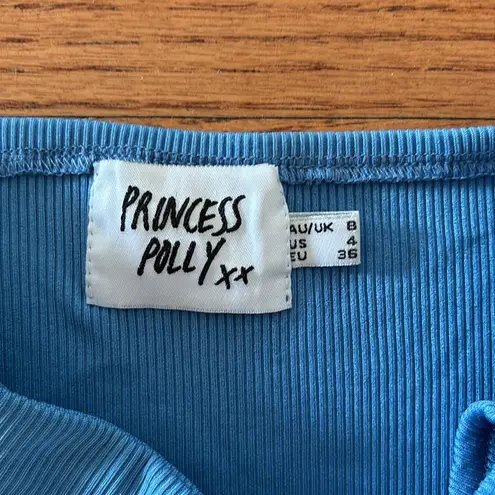 PRINCESS
POLLY xx
AU/UK 8
US 4
EU 36